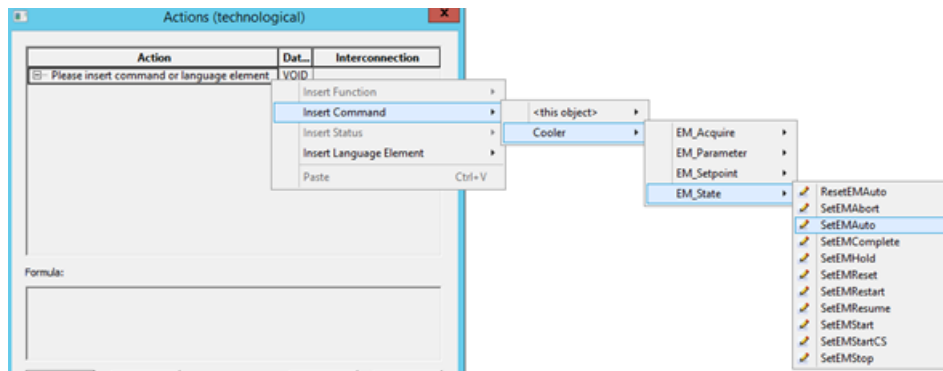 Actions (technological)
x
Action Dat... Interconnection
Please insert command or language element VOID
Insert Function
Insert Command
Insert Status
Insert Language Element
Paste Ctrl+V
<this object>
Cooler
EM_Acquire
EM_Parameter
EM_Setpoint
EM_State
ResetEMAuto
SetEMAbort
SetEMAuto
SetEMComplete
SetEMHold
SetEMReset
SetEMRestart
SetEMResume
SetEMStart
SetEMStartCS
SetEMStop
Formula: